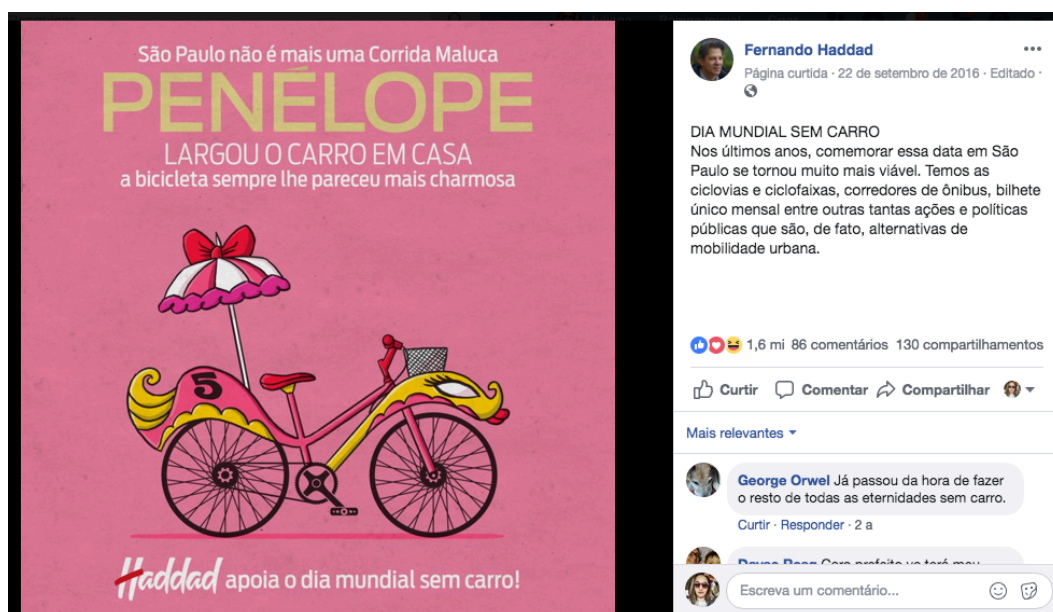 São Paulo não é mais uma Corrida Maluca
PENÉLOPE
LARGOU O CARRO EM CASA
a bicicleta sempre lhe pareceu mais charmosa
5
Haddad apoia o dia mundial sem carro!
Fernando Haddad
Página curtida · 22 de setembro de 2016 · Editado ·
DIA MUNDIAL SEM CARRO
Nos últimos anos, comemorar essa data em São
Paulo se tornou muito mais viável. Temos as
ciclovias e ciclofaixas, corredores de ônibus, bilhete
único mensal entre outras tantas ações e políticas
públicas que são, de fato, alternativas de
mobilidade urbana.
1,6 mi 86 comentários 130 compartilhamentos
Curtir Comentar Compartilhar
Mais relevantes
George Orwel Já passou da hora de fazer
o resto de todas as eternidades sem carro.
Curtir · Responder · 2 a
Escreva um comentário...